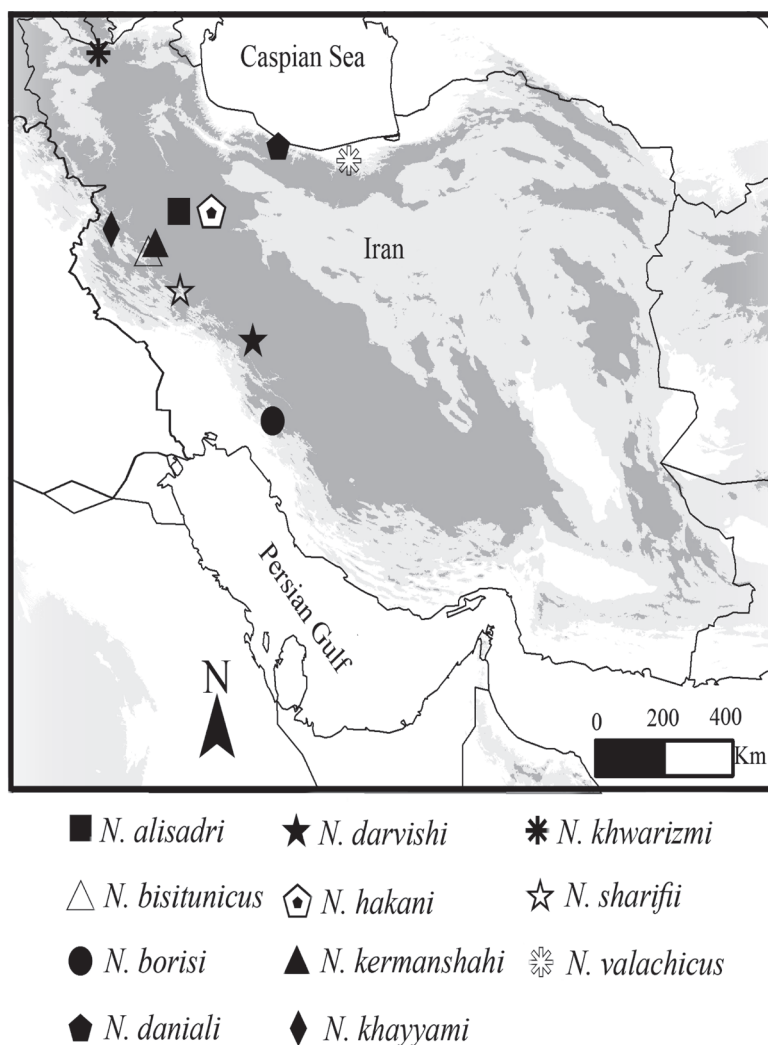 Caspian Sea
Iran
Persian Gulf
N
0 200 400
Km
N. alisadri N. darvishi N. khwarizmi
N. bisitunicus N. hakani N. sharifii
N. borisi N. kermanshahi N. valachicus
N. daniali N. khayyami